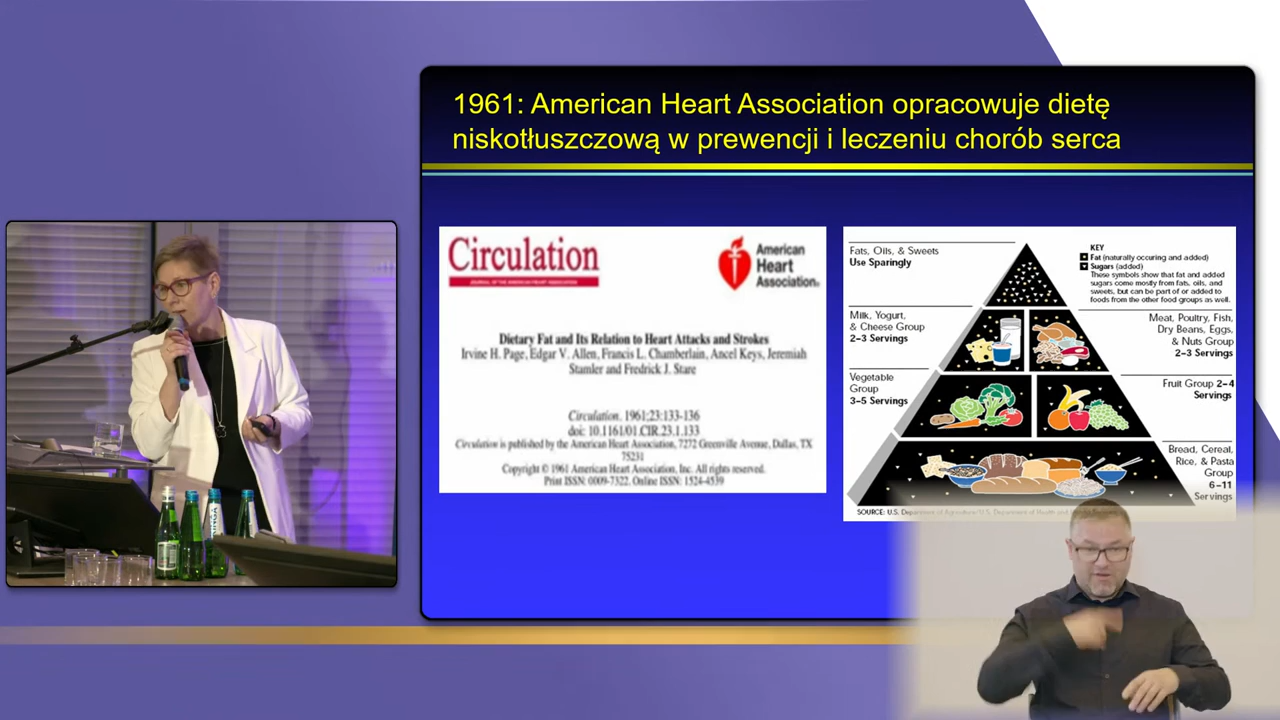 1961: American Heart Association opracowuje dietę
niskotłuszczową w prewencji i leczeniu chorób serca
Circulation
JOURNAL OF THE AMERICAN HEART ASSOCIATION
American
Heart
Association®
Dietary Fat and Its Relation to Heart Attacks and Strokes
Irvine H. Page, Edgar V. Allen, Francis L. Chamberlain, Ancel Keys, Jeremiah
Stamler and Fredrick J. Stare
Circulation. 1961;23:133-136
doi: 10.1161/01.CIR.23.1.133
Circulation is published by the American Heart Association, 7272 Greenville Avenue, Dallas, TX
75231
Copyright © 1961 American Heart Association, Inc. All rights reserved.
Print ISSN: 0009-7322. Online ISSN: 1524-4539
Fats, Oils, & Sweets
Use Sparingly
KEY
Fat (naturally occuring and added)
Sugars (added)
These symbols show that fat and added
sugars come mostly from fats, oils, and
sweets, but can be part of or added to
foods from the other food groups as well.
Milk, Yogurt,
& Cheese Group
2–3 Servings
Meat, Poultry, Fish,
Dry Beans, Eggs,
& Nuts Group
2–3 Servings
Vegetable
Group
3–5 Servings
Fruit Group 2–4
Servings
Bread, Cereal,
Rice, & Pasta
Group
6–11
Servings
SOURCE: U.S. Department of Agriculture/U.S. Department of Health and